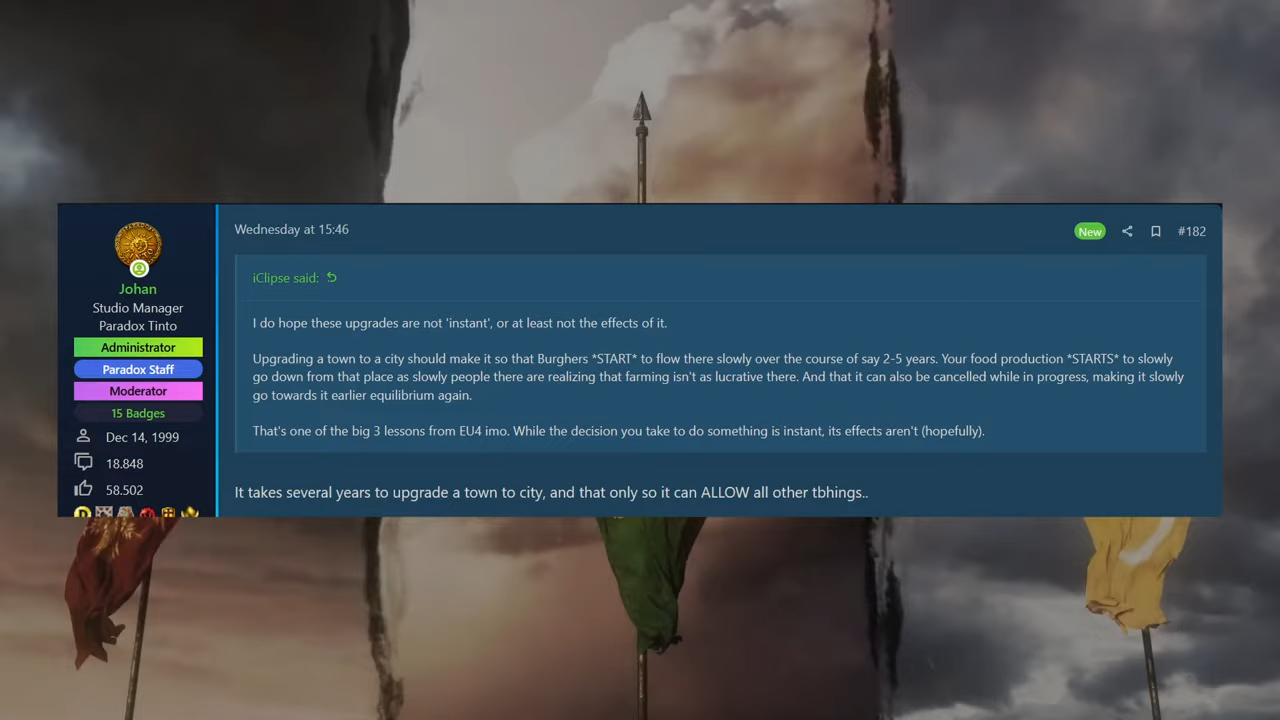 Wednesday at 15:46
New
#182
Johan
Studio Manager
Paradox Tinto
Administrator
Paradox Staff
Moderator
15 Badges
Dec 14, 1999
18.848
58.502
iClipse said:
I do hope these upgrades are not 'instant', or at least not the effects of it.
Upgrading a town to a city should make it so that Burghers *START* to flow there slowly over the course of say 2-5 years. Your food production *STARTS* to slowly
go down from that place as slowly people there are realizing that farming isn't as lucrative there. And that it can also be cancelled while in progress, making it slowly
go towards it earlier equilibrium again.
That's one of the big 3 lessons from EU4 imo. While the decision you take to do something is instant, its effects aren't (hopefully).
It takes several years to upgrade a town to city, and that only so it can ALLOW all other tbhings..